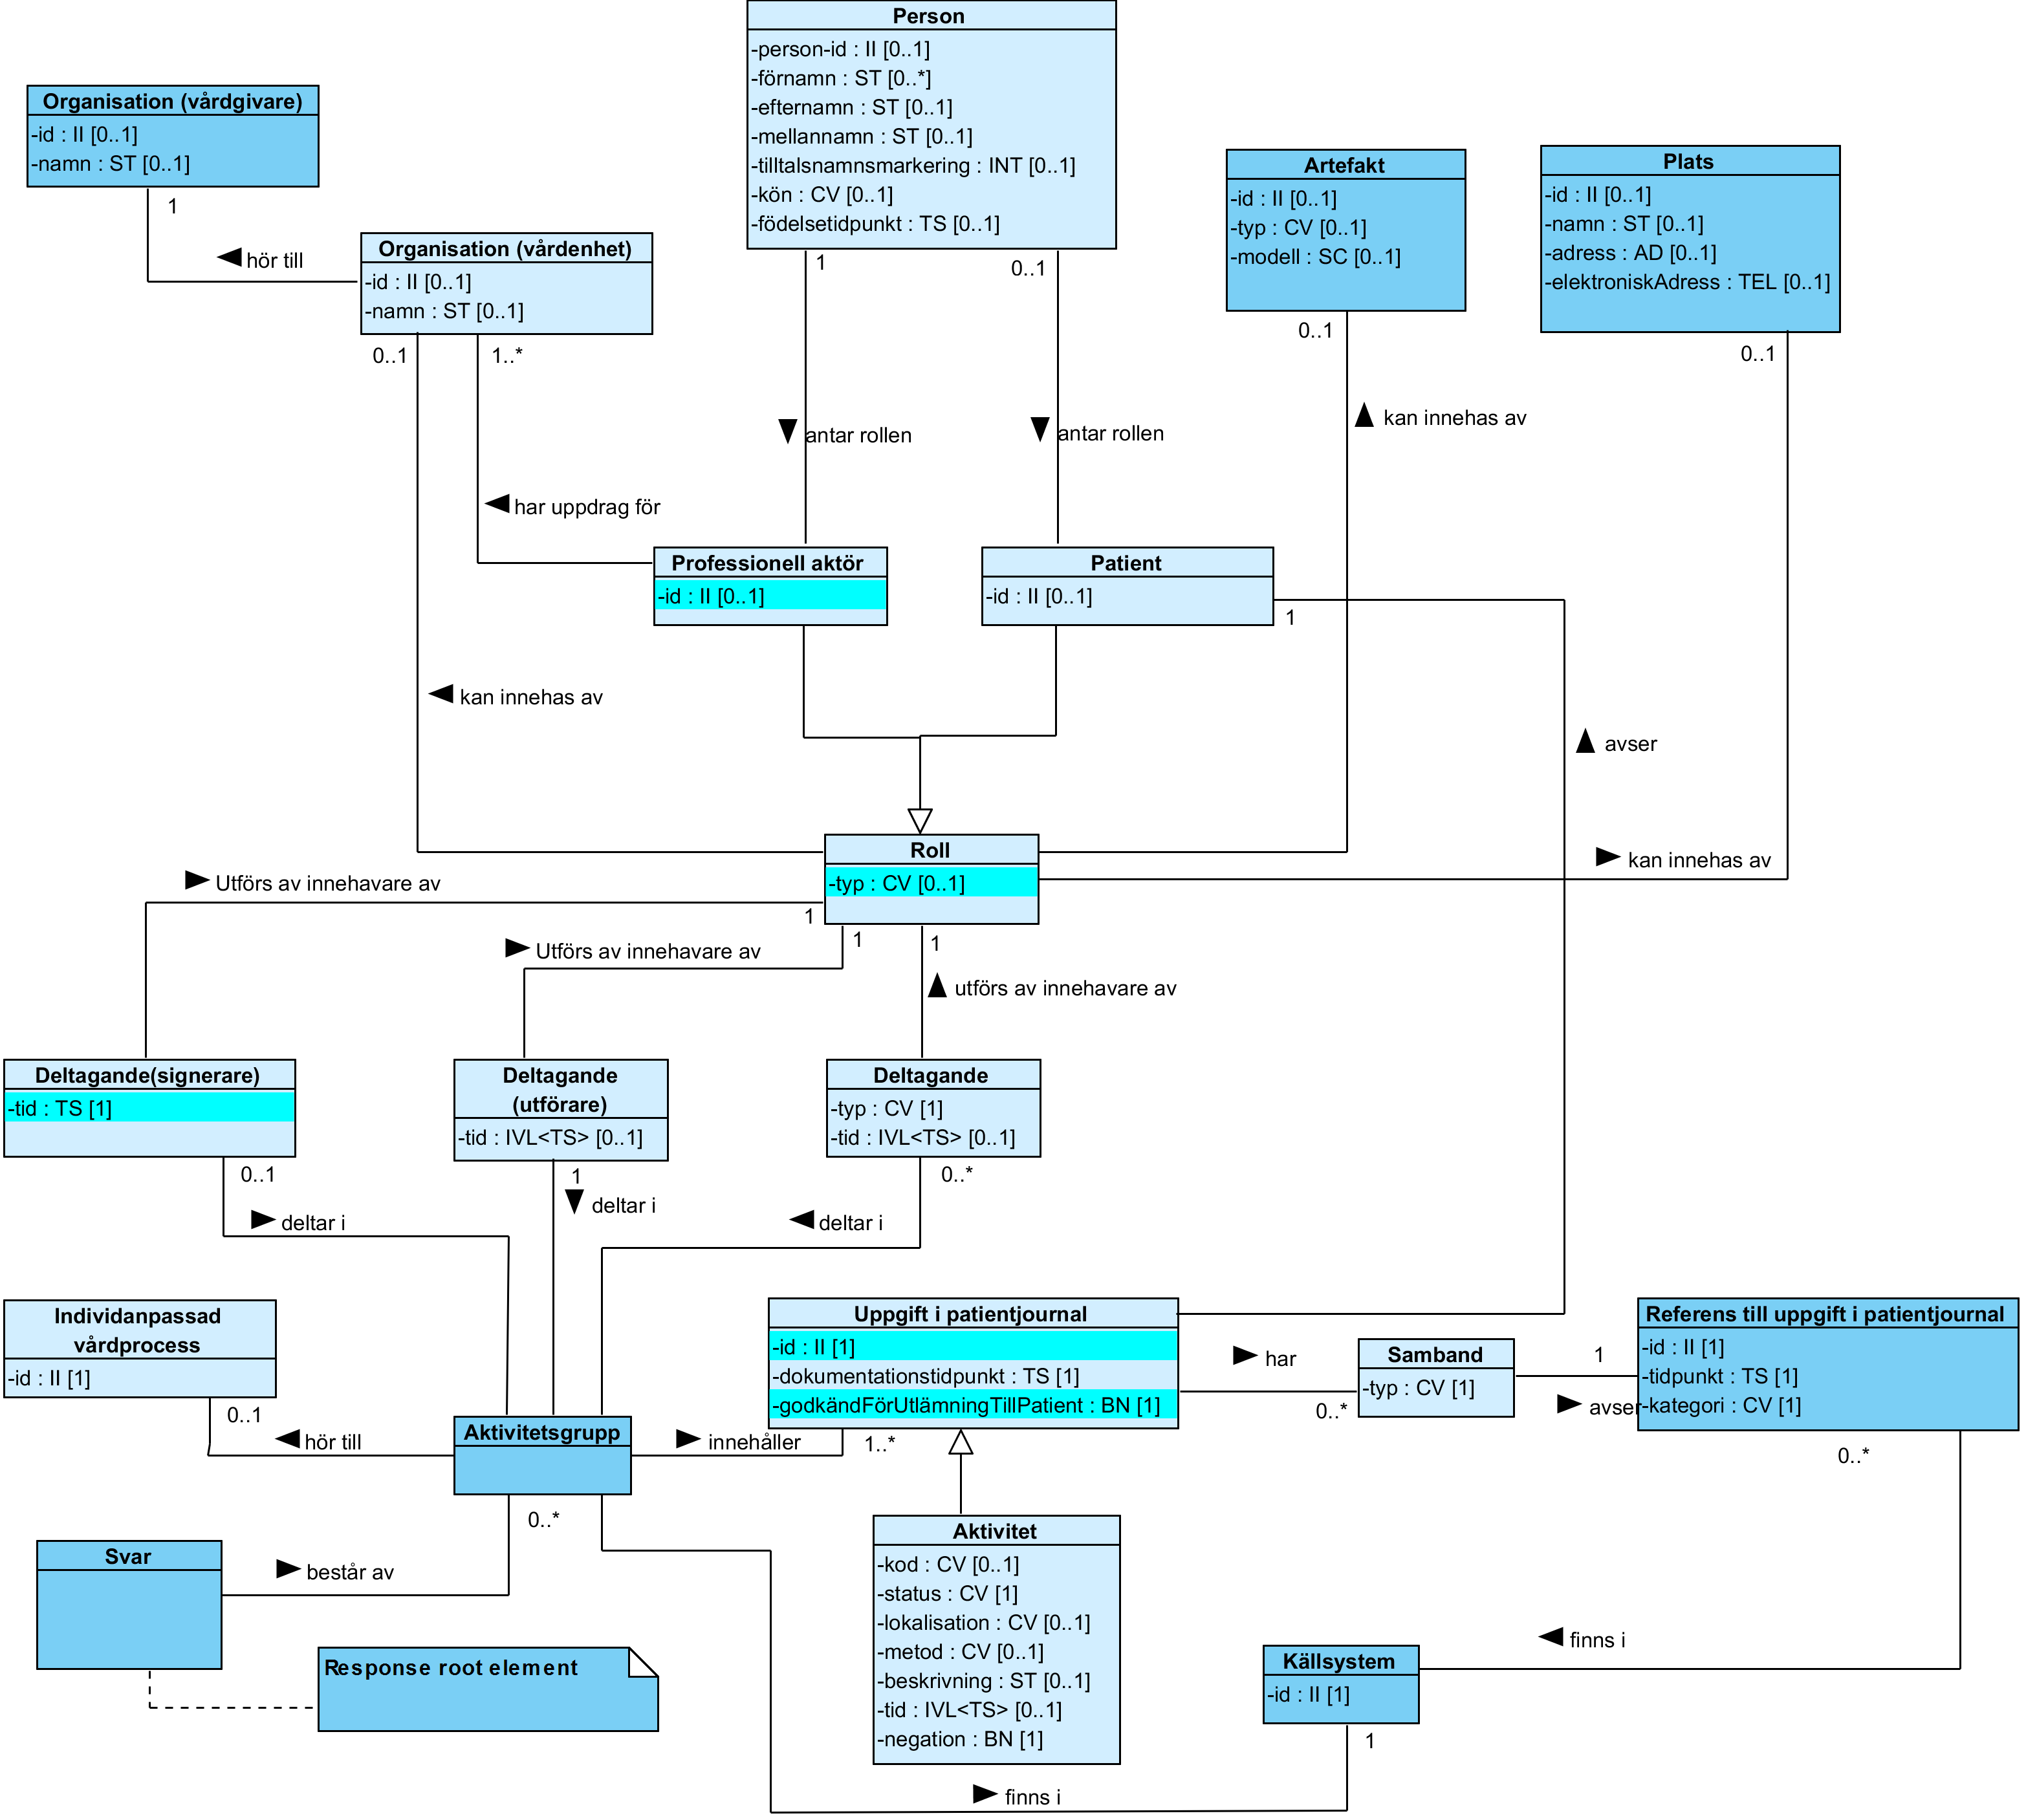 Person
-person-id : II [0..1]
-förnamn : ST [0..*]
-efternamn : ST [0..1]
-mellannamn : ST [0..1]
-tilltalsnamnsmarkering : INT [0..1]
-kön : CV [0..1]
-födelsetidpunkt : TS [0..1]
Organisation (vårdgivare)
-id : II [0..1]
-namn : ST [0..1]
1
hör till
Organisation (vårdenhet)
-id : II [0..1]
-namn : ST [0..1]
0..1
1..*
1
0..1
Artefakt
-id : II [0..1]
-typ : CV [0..1]
-modell : SC [0..1]
0..1
Plats
-id : II [0..1]
-namn : ST [0..1]
-adress : AD [0..1]
-elektroniskAdress : TEL [0..1]
0..1
antar rollen
antar rollen
kan innehas av
har uppdrag för
Professionell aktör
-id : II [0..1]
Patient
-id : II [0..1]
1
kan innehas av
avser
Roll
-typ : CV [0..1]
kan innehas av
Utförs av innehavare av
1
1
1
Utförs av innehavare av
utförs av innehavare av
Deltagande(signerare)
-tid : TS [1]
0..1
Deltagande
(utförare)
-tid : IVL<TS> [0..1]
1
Deltagande
-typ : CV [1]
-tid : IVL<TS> [0..1]
0..*
deltar i
deltar i
deltar i
Individanpassad
vårdprocess
-id : II [1]
0..1
hör till
Aktivitetsgrupp
innehåller
0..*
Uppgift i patientjournal
-id : II [1]
-dokumentationstidpunkt : TS [1]
-godkändFörUtlämningTillPatient : BN [1]
1..*
har
0..*
Samband
-typ : CV [1]
1
avser
Referens till uppgift i patientjournal
-id : II [1]
-tidpunkt : TS [1]
-kategori : CV [1]
0..*
Svar
består av
Response root element
Aktivitet
-kod : CV [0..1]
-status : CV [1]
-lokalisation : CV [0..1]
-metod : CV [0..1]
-beskrivning : ST [0..1]
-tid : IVL<TS> [0..1]
-negation : BN [1]
finns i
Källsystem
-id : II [1]
1
finns i